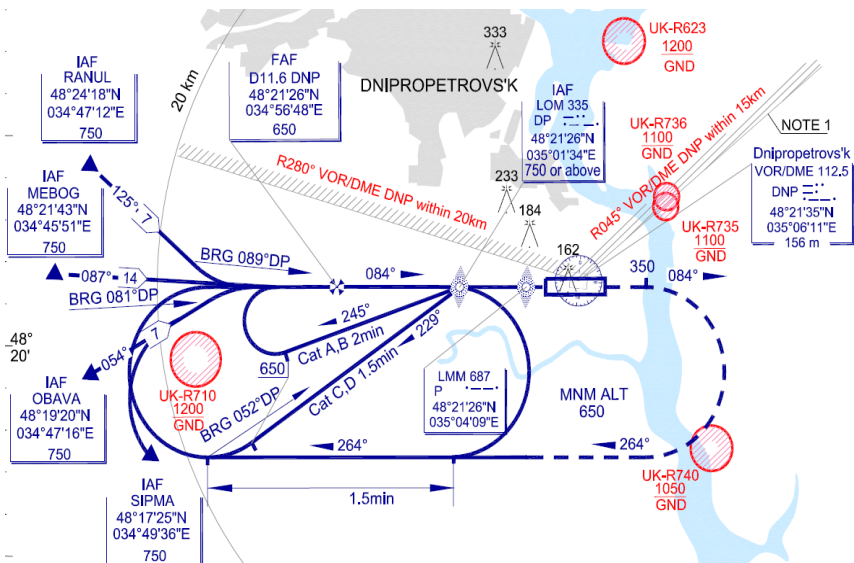 IAF
RANUL
48°24'18"N
034°47'12"E
750
20 km
FAF
D11.6 DNP
48°21'26"N
034°56'48"E
650
333
DNIPROPETROVS'K
IAF
LOM 335
DP
48°21'26"N
035°01'34"E
750 or above
UK-R623
1200
GND
UK-R736
1100
GND
NOTE 1
Dnipropetrovs'k
VOR/DME 112.5
DNP
48°21'35"N
035°06'11"E
156 m
IAF
MEBOG
48°21'43"N
034°45'51"E
750
R280° VOR/DME DNP within 20km
R045° VOR/DME DNP within 15km
233
184
162
UK-R735
1100
GND
125° 7
BRG 089°DP
084°
350
084°
087° 14
BRG 081°DP
054° 7
48°
20'
245°
Cat A,B 2min
229°
Cat C,D 1.5min
650
BRG 052°DP
UK-R710
1200
GND
IAF
OBAVA
48°19'20"N
034°47'16"E
750
LMM 687
P
48°21'26"N
035°04'09"E
MNM ALT
650
264°
264°
UK-R740
1050
GND
1.5min
IAF
SIPMA
48°17'25"N
034°49'36"E
750